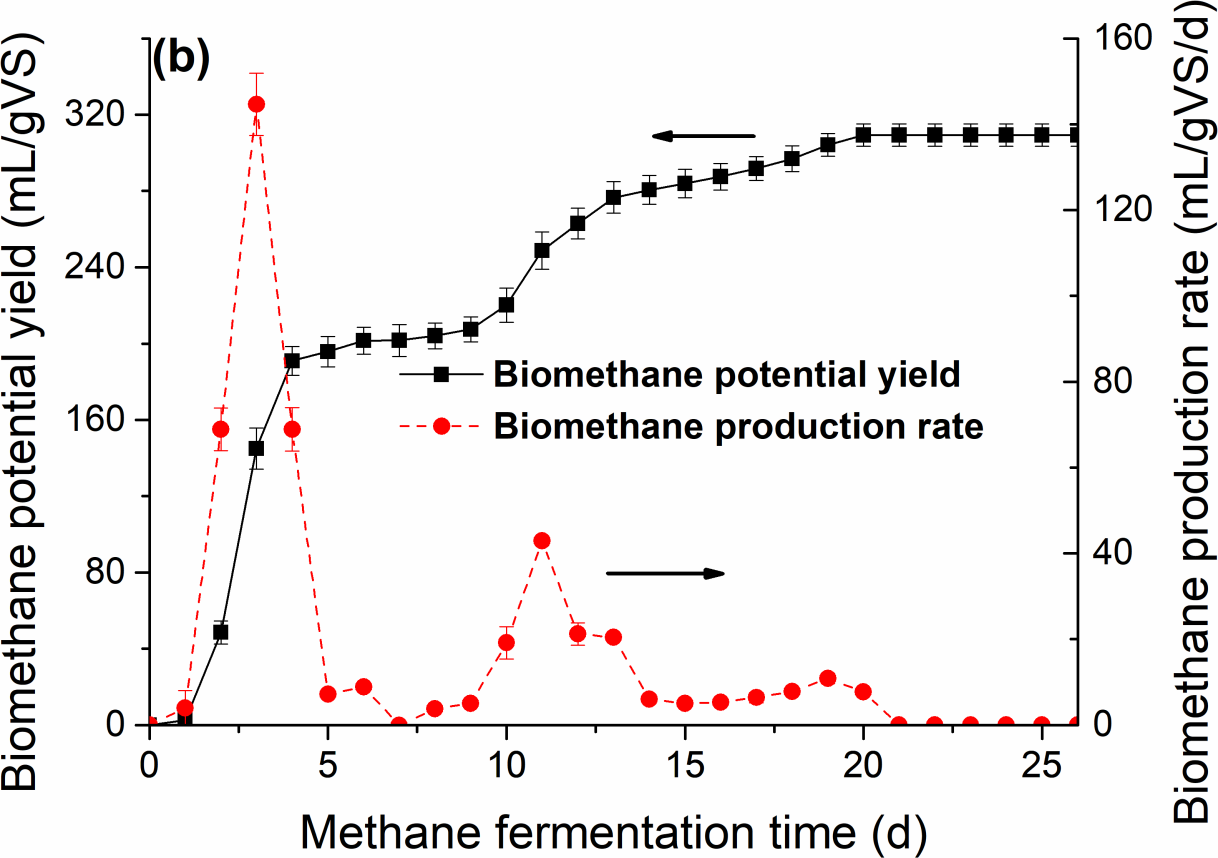 (b)
Biomethane potential yield (mL/gVS)
320
240
160
80
0
Biomethane potential yield
Biomethane production rate
160
120
80
40
0
Biomethane production rate (mL/gVS/d)
0 5 10 15 20 25
Methane fermentation time (d)